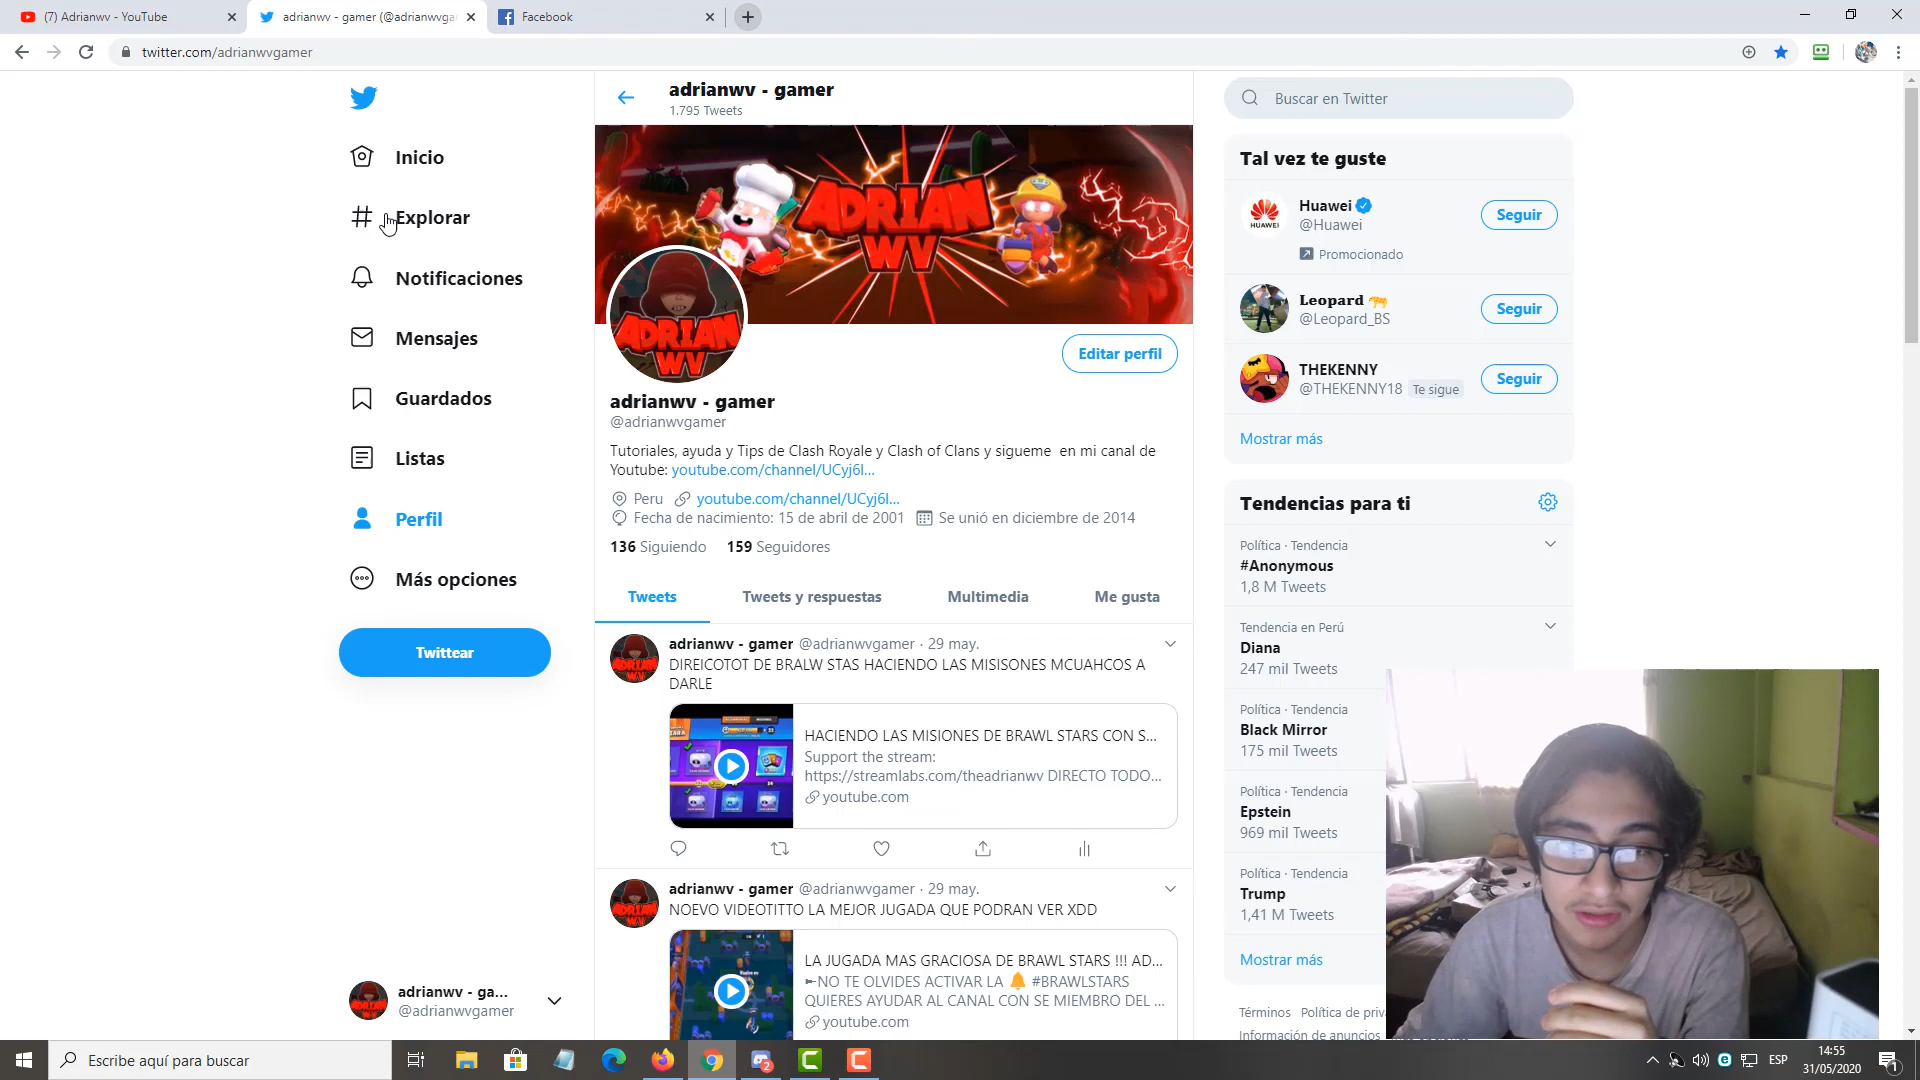 (7) Adrianwv - YouTube
adrianwv - gamer (@adrianwvga
Facebook
twitter.com/adrianwvgamer
Inicio
Explorar
Notificaciones
Mensajes
Guardados
Listas
Perfil
Más opciones
Twittear
adrianwv - ga...
@adrianwvgamer
adrianwv - gamer
1.795 Tweets
ADRIAN
WV
ADRIAN
WV
Editar perfil
adrianwv - gamer
@adrianwvgamer
Tutoriales, ayuda y Tips de Clash Royale y Clash of Clans y sigueme en mi canal de
Youtube: youtube.com/channel/UCyj6l...
Peru youtube.com/channel/UCyj6l...
Fecha de nacimiento: 15 de abril de 2001 Se unió en diciembre de 2014
136 Siguiendo 159 Seguidores
Tweets Tweets y respuestas Multimedia Me gusta
adrianwv - gamer @adrianwvgamer · 29 may.
DIREICOTOT DE BRALW STAS HACIENDO LAS MISISONES MCUAHCOS A
DARLE
HACIENDO LAS MISIONES DE BRAWL STARS CON S...
Support the stream:
https://streamlabs.com/theadrianwv DIRECTO TODO...
youtube.com
adrianwv - gamer @adrianwvgamer · 29 may.
NOEVO VIDEOTITTO LA MEJOR JUGADA QUE PODRAN VER XDD
LA JUGADA MAS GRACIOSA DE BRAWL STARS !!! AD...
►NO TE OLVIDES ACTIVAR LA 🔔 #BRAWLSTARS
QUIERES AYUDAR AL CANAL CON SE MIEMBRO DEL ...
youtube.com
Buscar en Twitter
Tal vez te guste
HUAWEI
Huawei
@Huawei
Promocionado
Seguir
Leopard 🐆
@Leopard_BS
Seguir
THEKENNY
@THEKENNY18 Te sigue
Seguir
Mostrar más
Tendencias para ti
Política · Tendencia
#Anonymous
1,8 M Tweets
Tendencia en Perú
Diana
247 mil Tweets
Política · Tendencia
Black Mirror
175 mil Tweets
Política · Tendencia
Epstein
969 mil Tweets
Política · Tendencia
Trump
1,41 M Tweets
Mostrar más
Términos Política de priv
Información de anuncios
Escribe aquí para buscar
2
ESP
14:55
31/05/2020
1